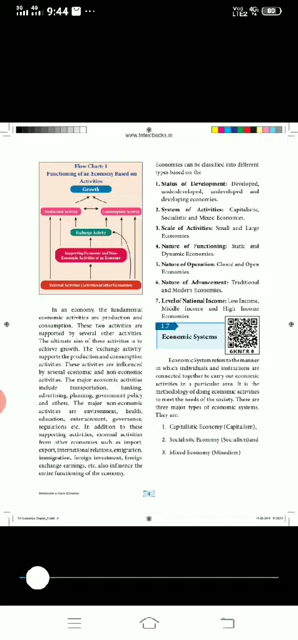 9:44
www.tntextbooks.in
Flow Chart: 1
Functioning of an Economy Based on
Activities
Growth
Production Activity
Consumption Activity
Exchange Activity
Supporting Economic and Non-
Economic Activities of an Economy
External Activities (Activities of other Economies)
In an economy, the fundamental
economic activities are production and
consumption. These two activities are
supported by several other activities.
The ultimate aim of these activities is to
achieve growth. The exchange activity
supports the production and consumption
activities. These activities are influenced
by several economic and non-economic
activities. The major economic activities
include transportation, banking,
advertising, planning, government policy
and others. The major non-economic
activities are environment, health,
education, entertainment, governance,
regulations etc. In addition to these
supporting activities, external activities
from other economies such as import,
export, international relations, emigration,
immigration, foreign investment, foreign
exchange earnings, etc. also influence the
entire functioning of the economy.
Economies can be classified into different
types based on the
1. Status of Development: Developed,
underdeveloped, undeveloped and
developing economies.
2. System of Activities: Capitalistic,
Socialistic and Mixed Economies.
3. Scale of Activities: Small and Large
Economies.
4. Nature of Functioning: Static and
Dynamic Economies.
5. Nature of Operation: Closed and Open
Economies.
6. Nature of Advancement: Traditional
and Modern Economies.
7. Level of National Income: Low Income,
Middle Income and High Income
Economies
1.7
Economic Systems
Economic System refers to the manner
in which individuals and institutions are
connected together to carry out economic
activities in a particular area. It is the
methodology of doing economic activities
to meet the needs of the society. There are
three major types of economic systems.
They are:
1. Capitalistic Economy (Capitalism),
2. Socialistic Economy (Socialism) and
3. Mixed Economy (Mixedism)